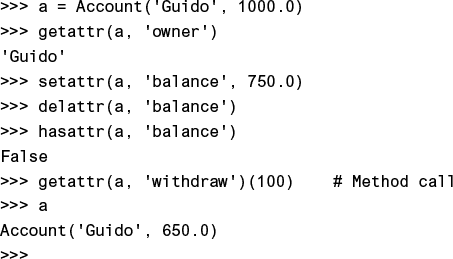 >>> a = Account('Guido', 1000.0)
>>> getattr(a, 'owner')
'Guido'
>>> setattr(a, 'balance', 750.0)
>>> delattr(a, 'balance')
>>> hasattr(a, 'balance')
False
>>> getattr(a, 'withdraw')(100)    # Method call
>>> a
Account('Guido', 650.0)
>>>